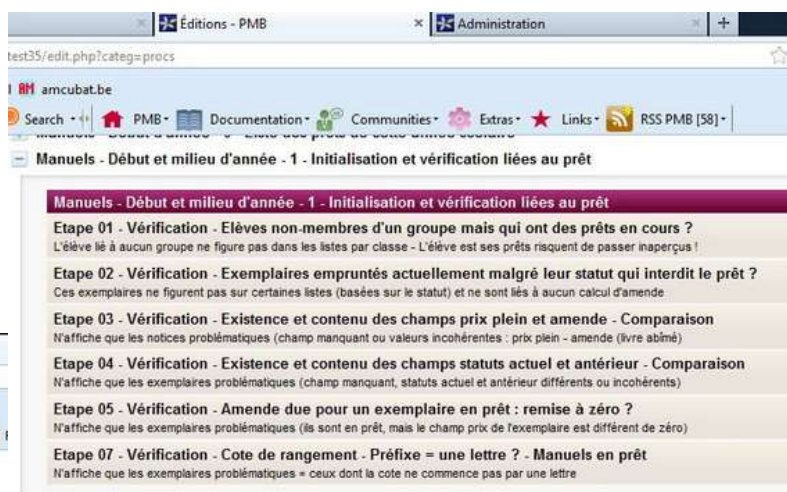 Éditions - PMB
Administration
test35/edit.php?categ=procs
amcubat.be
Search PMB Documentation Communities Extras Links RSS PMB [58]
Manuels - Début et milieu d'année - 1 - Initialisation et vérification liées au prêt
Manuels - Début et milieu d'année - 1 - Initialisation et vérification liées au prêt
Etape 01 - Vérification - Elèves non-membres d'un groupe mais qui ont des prêts en cours ?
L'élève lié à aucun groupe ne figure pas dans les listes par classe - L'élève est ses prêts risquent de passer inaperçus !
Etape 02 - Vérification - Exemplaires empruntés actuellement malgré leur statut qui interdit le prêt ?
Ces exemplaires ne figurent pas sur certaines listes (basées sur le statut) et ne sont liés à aucun calcul d'amende
Etape 03 - Vérification - Existence et contenu des champs prix plein et amende - Comparaison
N'affiche que les notices problématiques (champ manquant ou valeurs incohérentes : prix plein - amende (livre abîmé)
Etape 04 - Vérification - Existence et contenu des champs statuts actuel et antérieur - Comparaison
N'affiche que les exemplaires problématiques (champ manquant, statuts actuel et antérieur différents ou incohérents)
Etape 05 - Vérification - Amende due pour un exemplaire en prêt : remise à zéro ?
N'affiche que les exemplaires problématiques (ils sont en prêt, mais le champ prix de l'exemplaire est différent de zéro)
Etape 07 - Vérification - Cote de rangement - Préfixe = une lettre ? - Manuels en prêt
N'affiche que les exemplaires problématiques = ceux dont la cote ne commence pas par une lettre